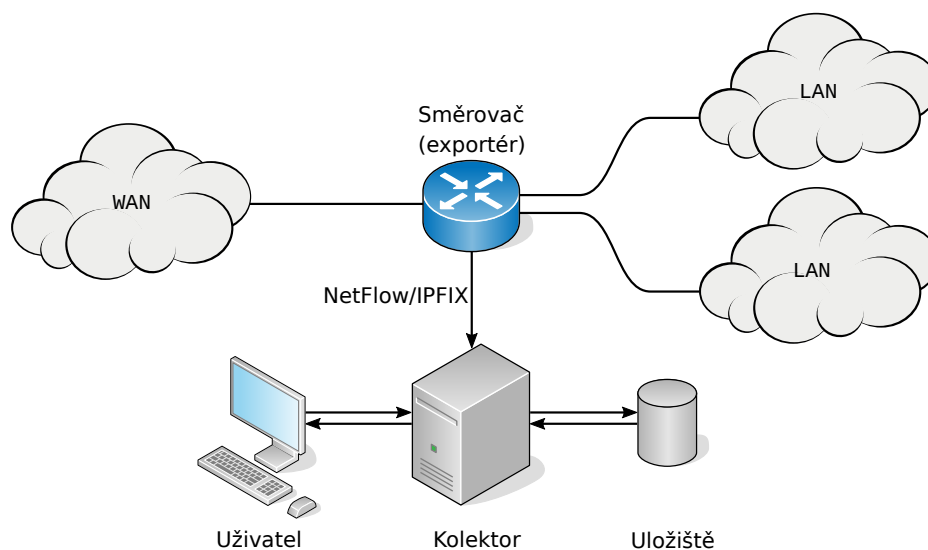 LAN
Směrovač
(exportér)
WAN
LAN
NetFlow/IPFIX
Uživatel
Kolektor
Uložiště